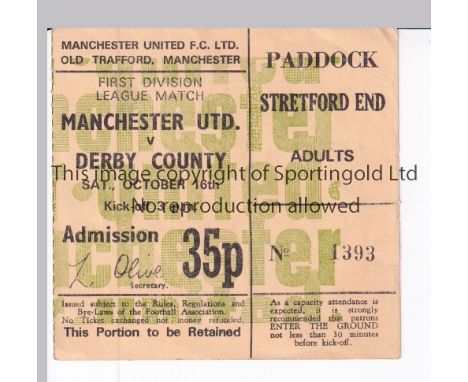 MANCHESTER UNITED F.C. LTD.
OLD TRAFFORD, MANCHESTER
FIRST DIVISION
LEAGUE MATCH
MANCHESTER UTD.
v
DERBY COUNTY
SAT., OCTOBER 16th
Kick-off 3 p.m.
Admission 35p
L. Olive
Secretary.
Issued subject to the Rules, Regulations and
Bye-Laws of the Football Association.
No Ticket exchanged nor money refunded.
This Portion to be Retained
PADDOCK
STRETFORD END
ADULTS
No 1393
As a capacity attendance is
expected, it is strongly
recommended that patrons
ENTER THE GROUND
not less than 30 minutes
before kick-off.
This image copyright of Sportingold Ltd
No reproduction allowed
manchester
united
manchester